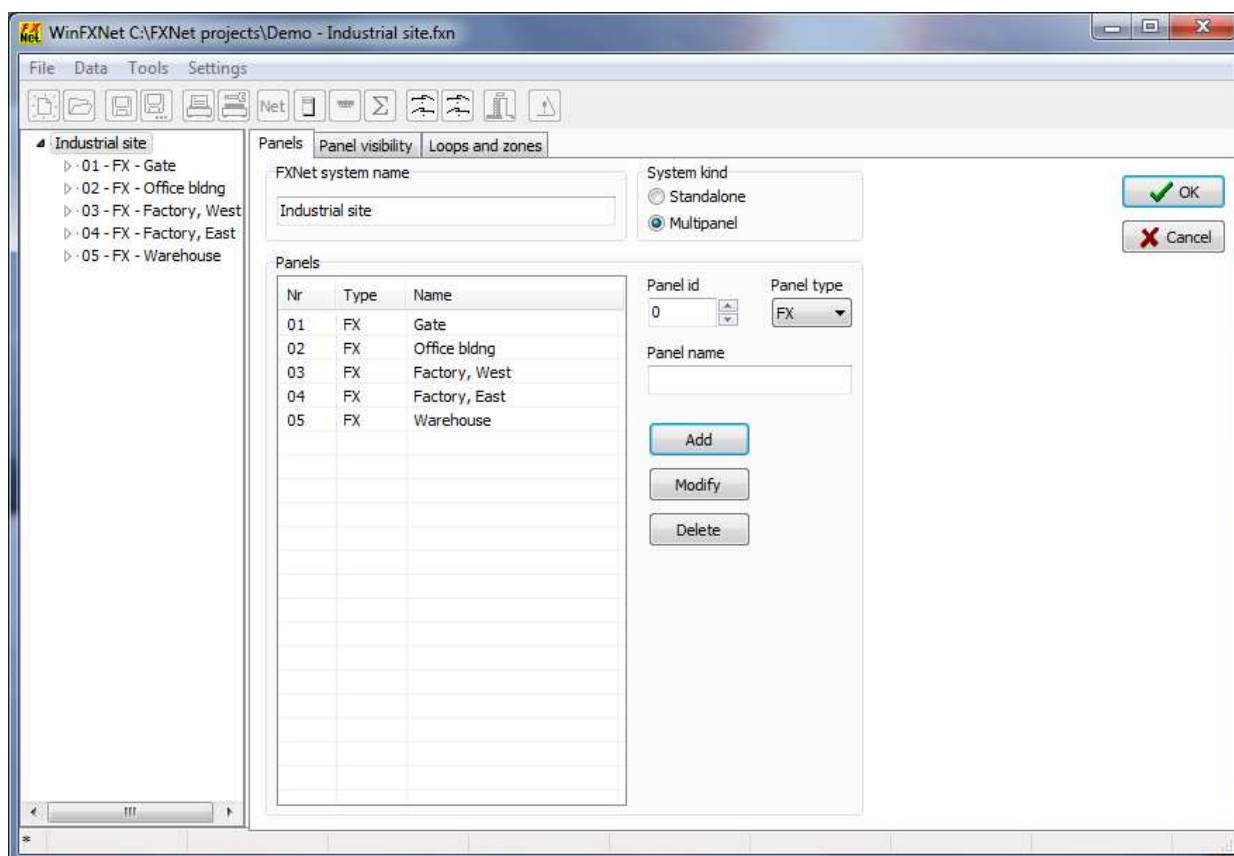 FX Net WinFXNet C:\FXNet projects\Demo - Industrial site.fxn
File Data Tools Settings
Net Σ
Industrial site
01 - FX - Gate
02 - FX - Office bldng
03 - FX - Factory, West
04 - FX - Factory, East
05 - FX - Warehouse
Panels Panel visibility Loops and zones
FXNet system name
Industrial site
System kind
Standalone
Multipanel
OK
Cancel
Panels
Nr Type Name
01 FX Gate
02 FX Office bldng
03 FX Factory, West
04 FX Factory, East
05 FX Warehouse
Panel id Panel type
0 FX
Panel name
Add
Modify
Delete
*